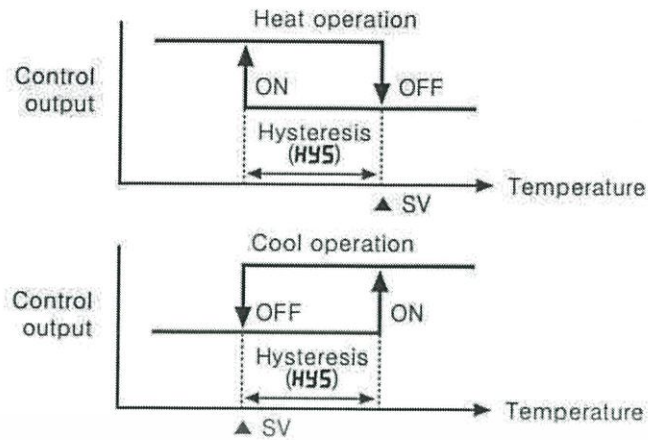 Heat operation
Control
output
ON
OFF
Hysteresis
(HYS)
Temperature
▲ SV
Cool operation
Control
output
OFF
ON
Hysteresis
(HYS)
Temperature
▲ SV